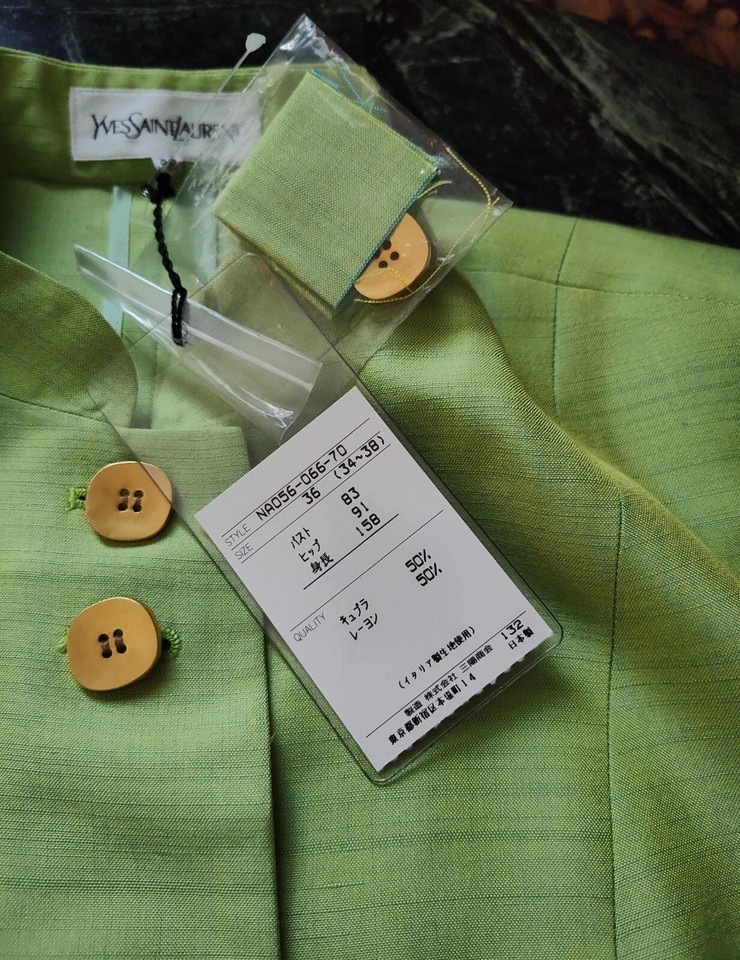 YVESSAINTLAURENT
STYLE NA056-066-70
SIZE 36 (34~38)
バスト 83
ヒップ 91
身長 158
QUALITY
キュプラ 50%
レーヨン 50%
(イタリア製生地使用)
132
製造 株式会社 三陽商会 日本製
東京都新宿区本塩町14